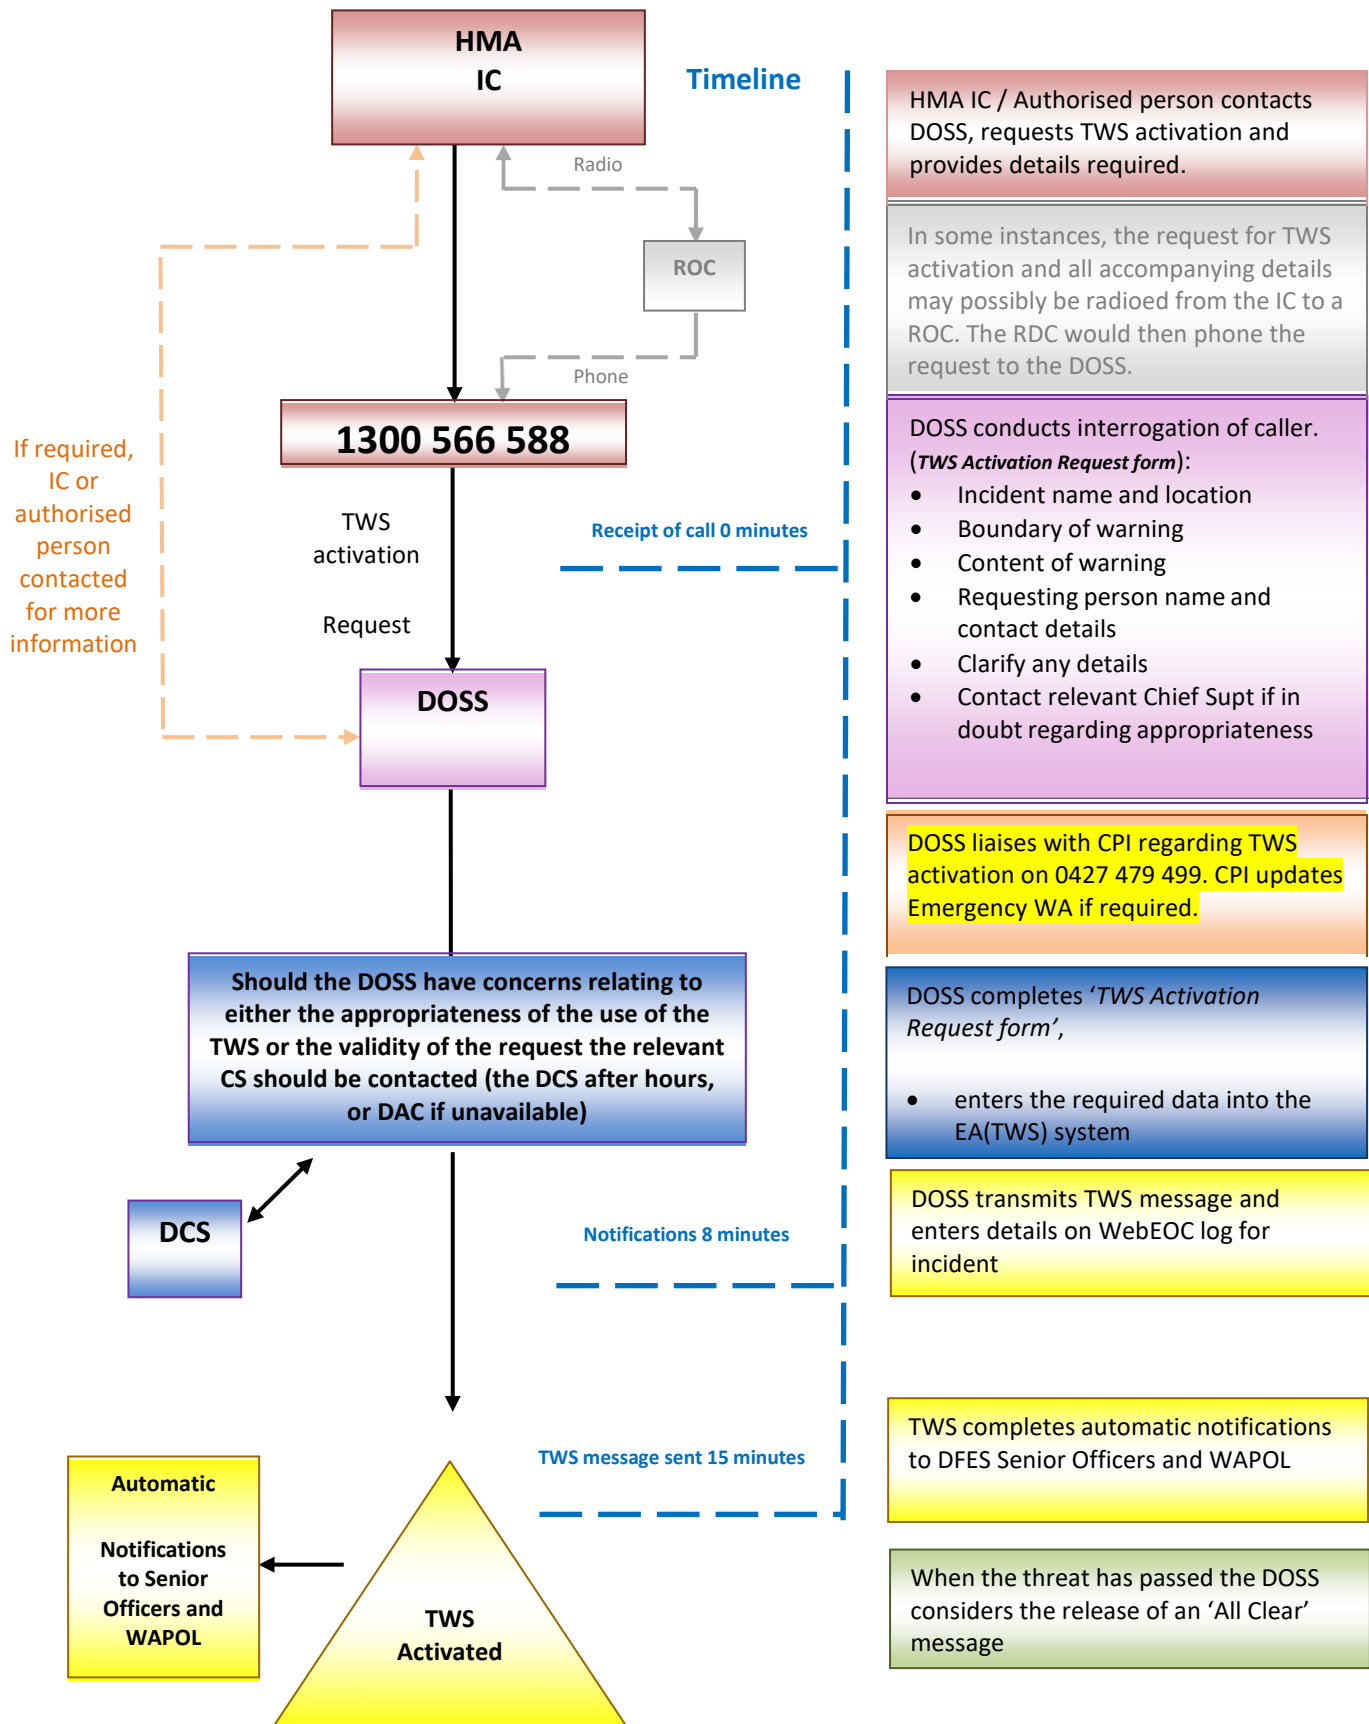 HMA
IC
Timeline
Radio
ROC
Phone
1300 566 588
If required,
IC or
authorised
person
contacted
for more
information
TWS
activation
Request
Receipt of call 0 minutes
DOSS
Should the DOSS have concerns relating to
either the appropriateness of the use of the
TWS or the validity of the request the relevant
CS should be contacted (the DCS after hours,
or DAC if unavailable)
DCS
Notifications 8 minutes
TWS message sent 15 minutes
Automatic
Notifications
to Senior
Officers and
WAPOL
TWS
Activated
HMA IC / Authorised person contacts
DOSS, requests TWS activation and
provides details required.
In some instances, the request for TWS
activation and all accompanying details
may possibly be radioed from the IC to a
ROC. The RDC would then phone the
request to the DOSS.
DOSS conducts interrogation of caller.
(TWS Activation Request form):
• Incident name and location
• Boundary of warning
• Content of warning
• Requesting person name and
contact details
• Clarify any details
• Contact relevant Chief Supt if in
doubt regarding appropriateness
DOSS liaises with CPI regarding TWS
activation on 0427 479 499. CPI updates
Emergency WA if required.
DOSS completes ‘TWS Activation
Request form’,
• enters the required data into the
EA(TWS) system
DOSS transmits TWS message and
enters details on WebEOC log for
incident
TWS completes automatic notifications
to DFES Senior Officers and WAPOL
When the threat has passed the DOSS
considers the release of an ‘All Clear’
message